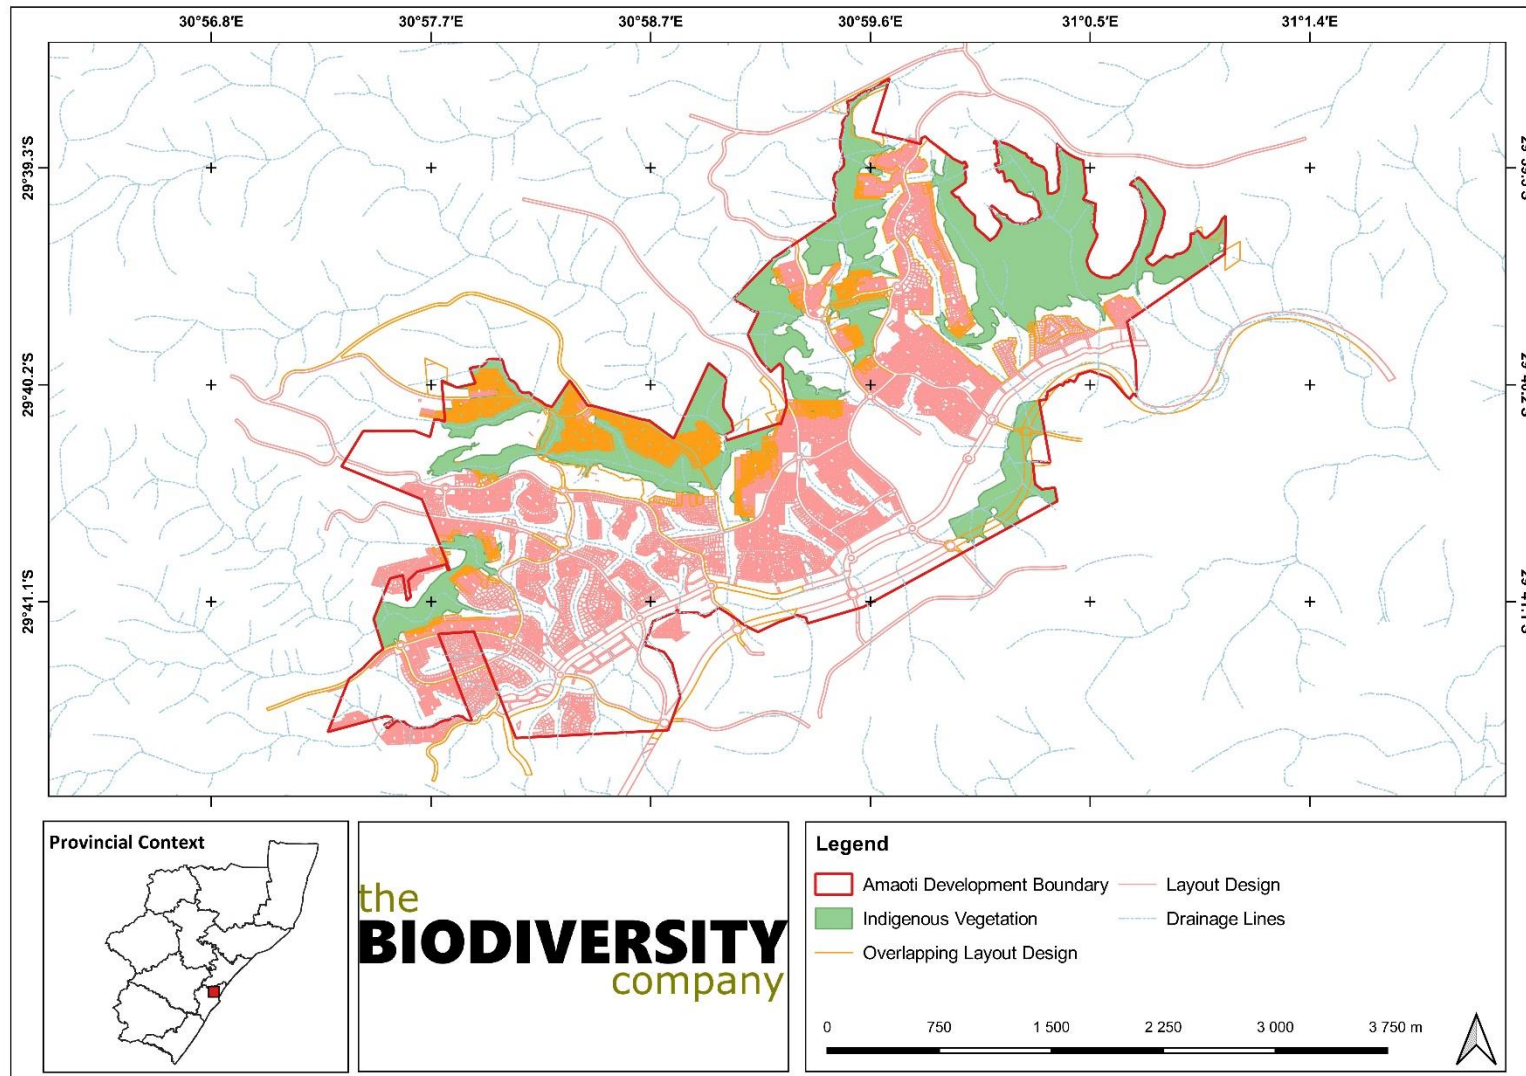 30°56.8'E 30°57.7'E 30°58.7'E 30°59.6'E 31°0.5'E 31°1.4'E
29°39.3'S
29°40.2'S
29°41.1'S
Provincial Context
the
BIODIVERSITY
company
Legend
Amaoti Development Boundary Layout Design
Indigenous Vegetation Drainage Lines
Overlapping Layout Design
0 750 1 500 2 250 3 000 3 750 m